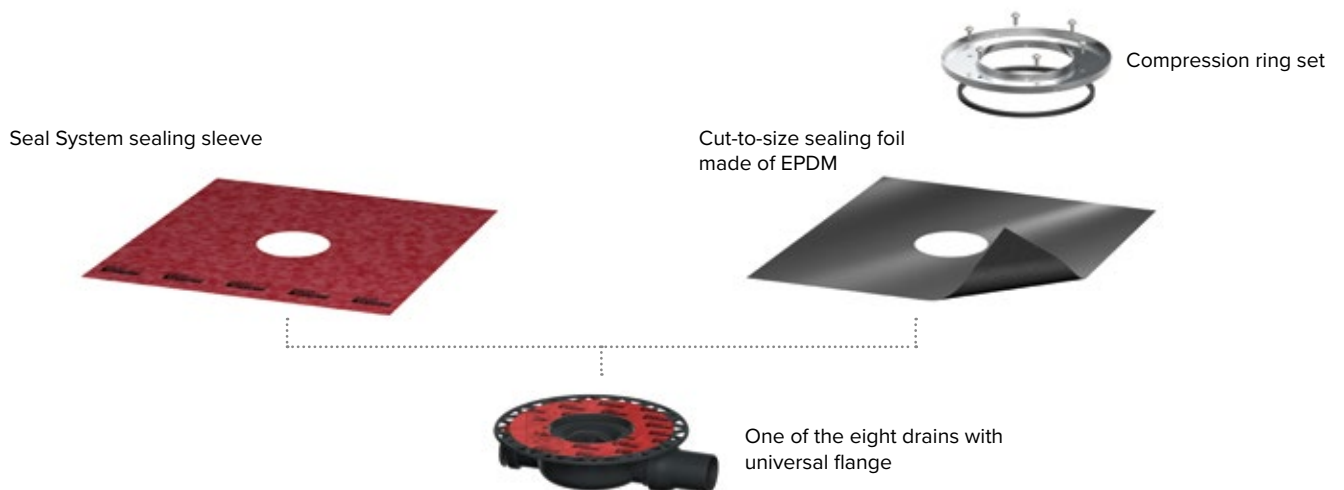 Compression ring set
Seal System sealing sleeve
Cut-to-size sealing foil
made of EPDM
One of the eight drains with
universal flange